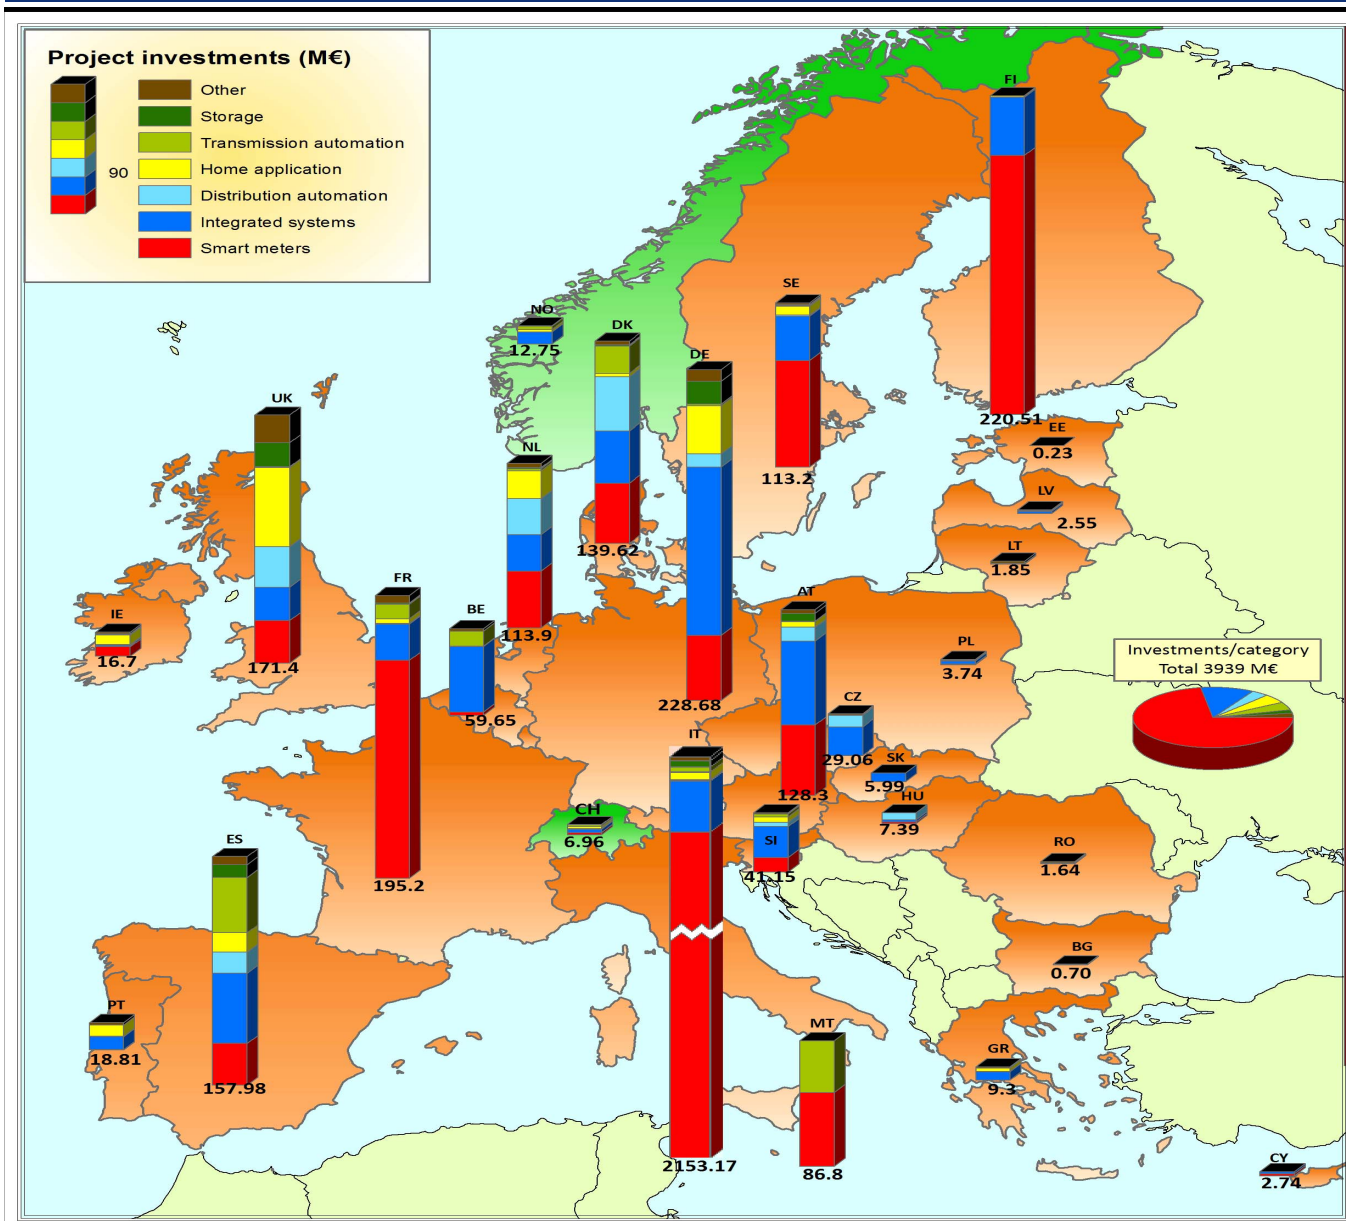 Project investments (M€)
90
Other
Storage
Transmission automation
Home application
Distribution automation
Integrated systems
Smart meters
FI
220.51
SE
113.2
NO
12.75
DK
139.62
DE
228.68
UK
171.4
NL
113.9
EE
0.23
LV
2.55
LT
1.85
IE
16.7
FR
195.2
BE
59.65
AT
128.3
PL
3.74
Investments/category
Total 3939 M€
CZ
29.06
SK
5.99
HU
7.39
IT
2153.17
CH
6.96
SI
41.15
RO
1.64
ES
157.98
BG
0.70
PT
18.81
MT
86.8
GR
9.3
CY
2.74